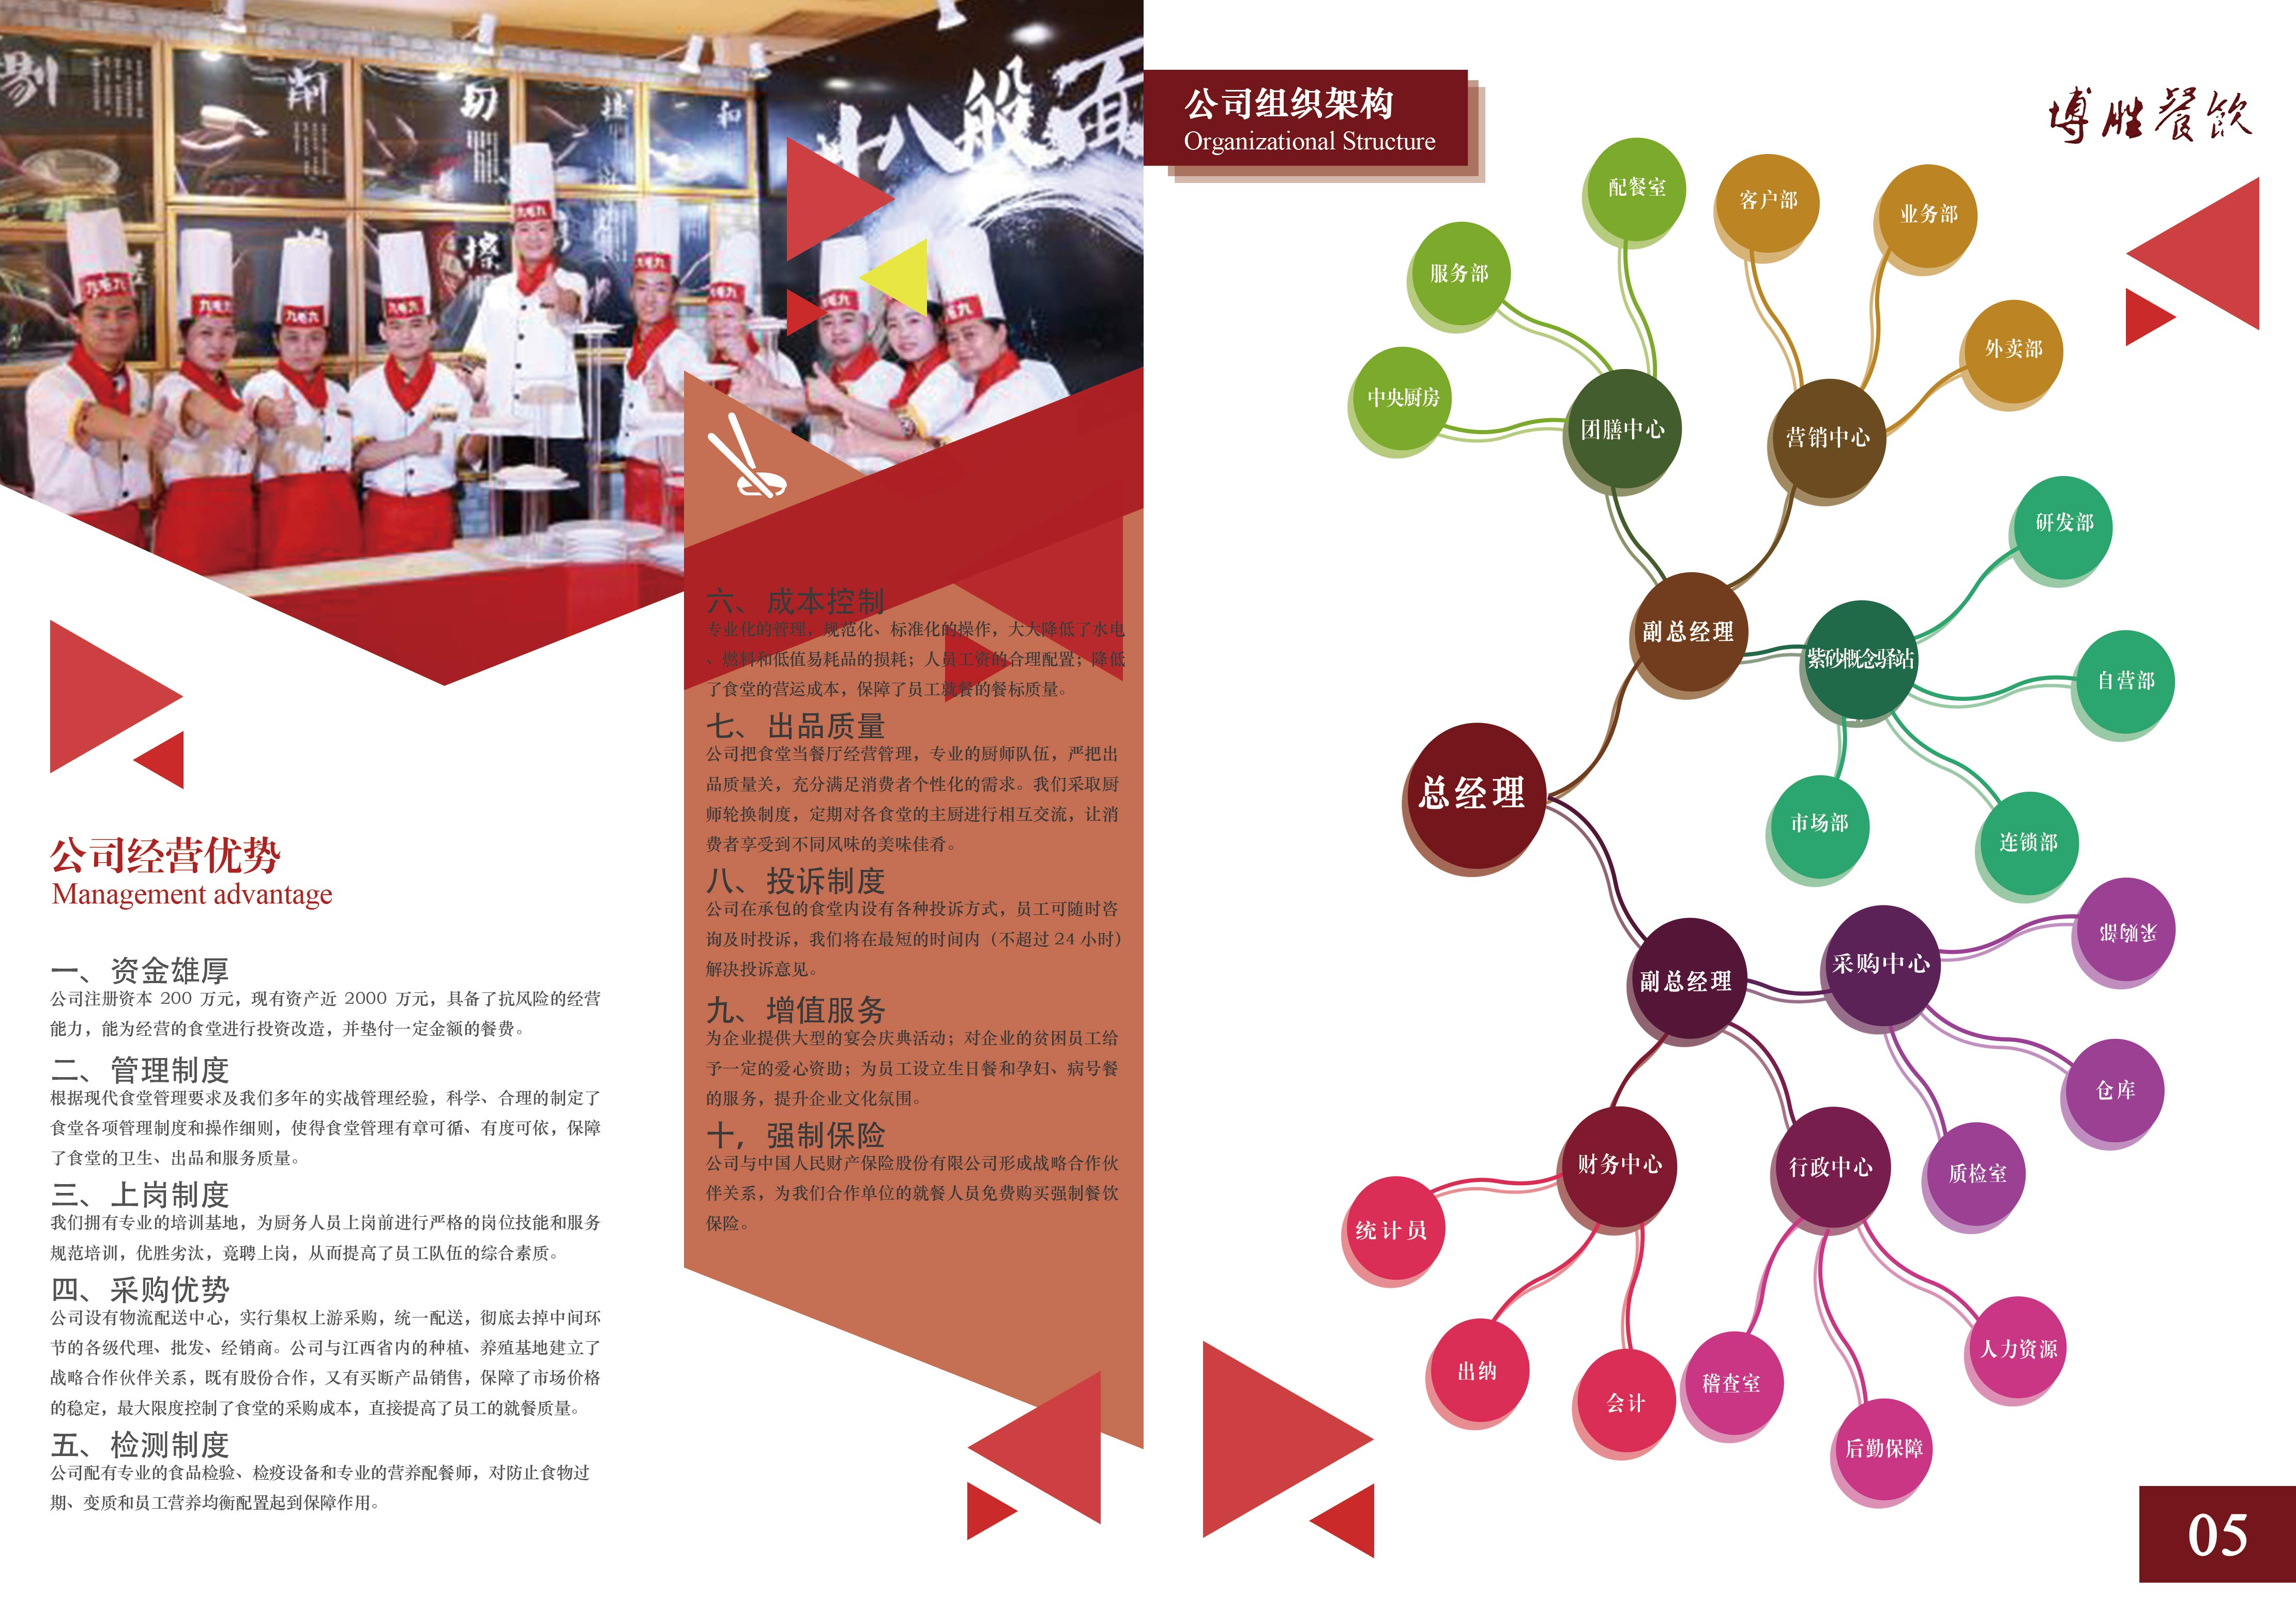 剔
削
切
揸
和
擦
十八般面
九毛九
九毛九
九毛九
九毛九
九毛九
九毛九
九毛九
九毛九
九毛九
公司经营优势
Management advantage
一、资金雄厚
公司注册资本 200 万元，现有资产近 2000 万元，具备了抗风险的经营
能力，能为经营的食堂进行投资改造，并垫付一定金额的餐费。
二、管理制度
根据现代食堂管理要求及我们多年的实战管理经验，科学、合理的制定了
食堂各项管理制度和操作细则，使得食堂管理有章可循、有度可依，保障
了食堂的卫生、出品和服务质量。
三、上岗制度
我们拥有专业的培训基地，为厨务人员上岗前进行严格的岗位技能和服务
规范培训，优胜劣汰，竟聘上岗，从而提高了员工队伍的综合素质。
四、采购优势
公司设有物流配送中心，实行集权上游采购，统一配送，彻底去掉中间环
节的各级代理、批发、经销商。公司与江西省内的种植、养殖基地建立了
战略合作伙伴关系，既有股份合作，又有买断产品销售，保障了市场价格
的稳定，最大限度控制了食堂的采购成本，直接提高了员工的就餐质量。
五、检测制度
公司配有专业的食品检验、检疫设备和专业的营养配餐师，对防止食物过
期、变质和员工营养均衡配置起到保障作用。
六、成本控制
专业化的管理，规范化、标准化的操作，大大降低了水电
、燃料和低值易耗品的损耗；人员工资的合理配置；降低
了食堂的营运成本，保障了员工就餐的餐标质量。
七、出品质量
公司把食堂当餐厅经营管理，专业的厨师队伍，严把出
品质量关，充分满足消费者个性化的需求。我们采取厨
师轮换制度，定期对各食堂的主厨进行相互交流，让消
费者享受到不同风味的美味佳肴。
八、投诉制度
公司在承包的食堂内设有各种投诉方式，员工可随时咨
询及时投诉，我们将在最短的时间内（不超过 24 小时）
解决投诉意见。
九、增值服务
为企业提供大型的宴会庆典活动；对企业的贫困员工给
予一定的爱心资助；为员工设立生日餐和孕妇、病号餐
的服务，提升企业文化氛围。
十，强制保险
公司与中国人民财产保险股份有限公司形成战略合作伙
伴关系，为我们合作单位的就餐人员免费购买强制餐饮
保险。
公司组织架构
Organizational Structure
博胜餐饮
配餐室
客户部
业务部
服务部
外卖部
中央厨房
团膳中心
营销中心
研发部
副总经理
紫砂概念驿站
自营部
总经理
市场部
连锁部
采购部
副总经理
采购中心
仓库
财务中心
行政中心
质检室
统计员
人力资源
出纳
会计
稽查室
后勤保障
05